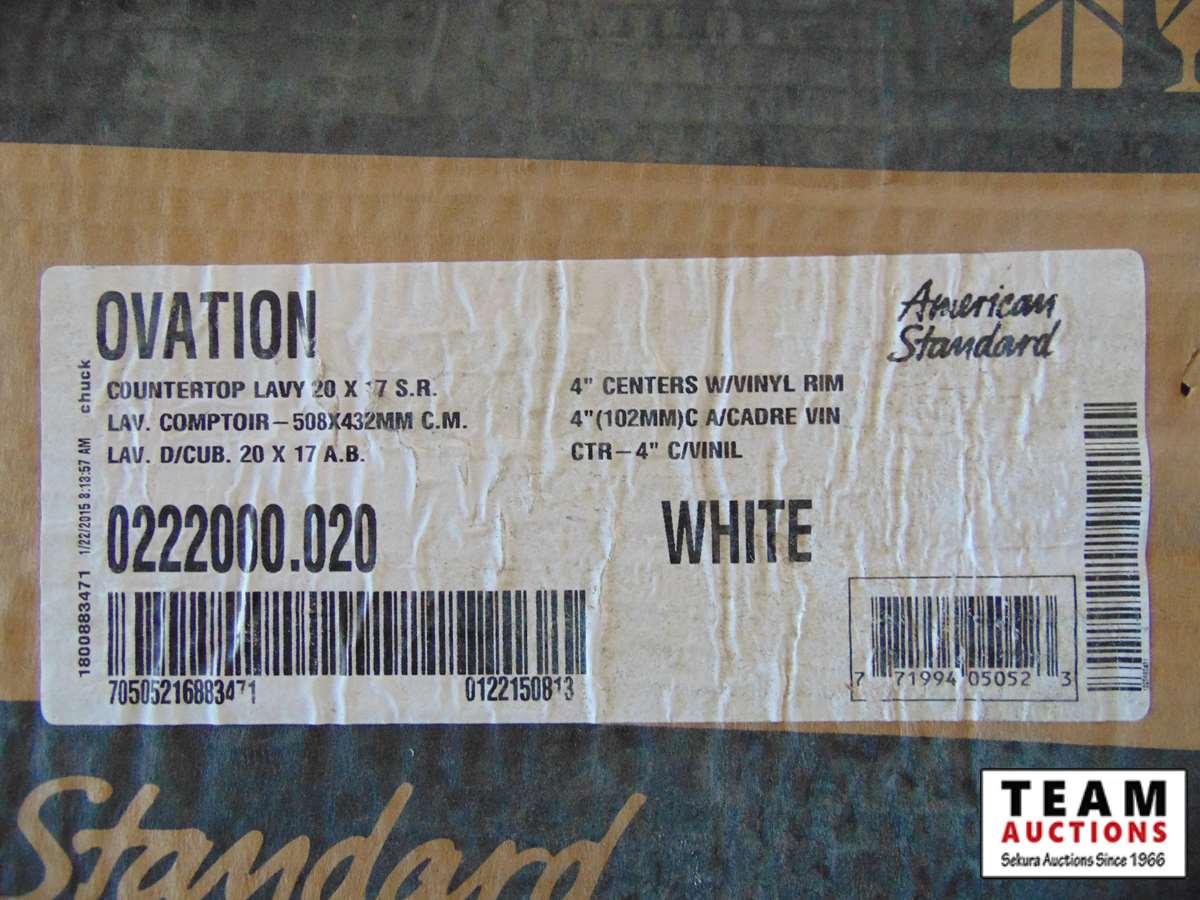 OVATION
American
Standard
COUNTERTOP LAVY 20 X 17 S.R.
4" CENTERS W/VINYL RIM
LAV. COMPTOIR-508X432MM C.M.
4"(102MM)C A/CADRE VIN
LAV. D/CUB. 20 X 17 A.B.
CTR-4" C/VINIL
0222000.020
WHITE
70505216883471
0122150813
7 71994 05052 3
1800883471 1/22/2015 8:13:57 AM chuck
Standard
TEAM
AUCTIONS
Sekura Auctions Since 1966